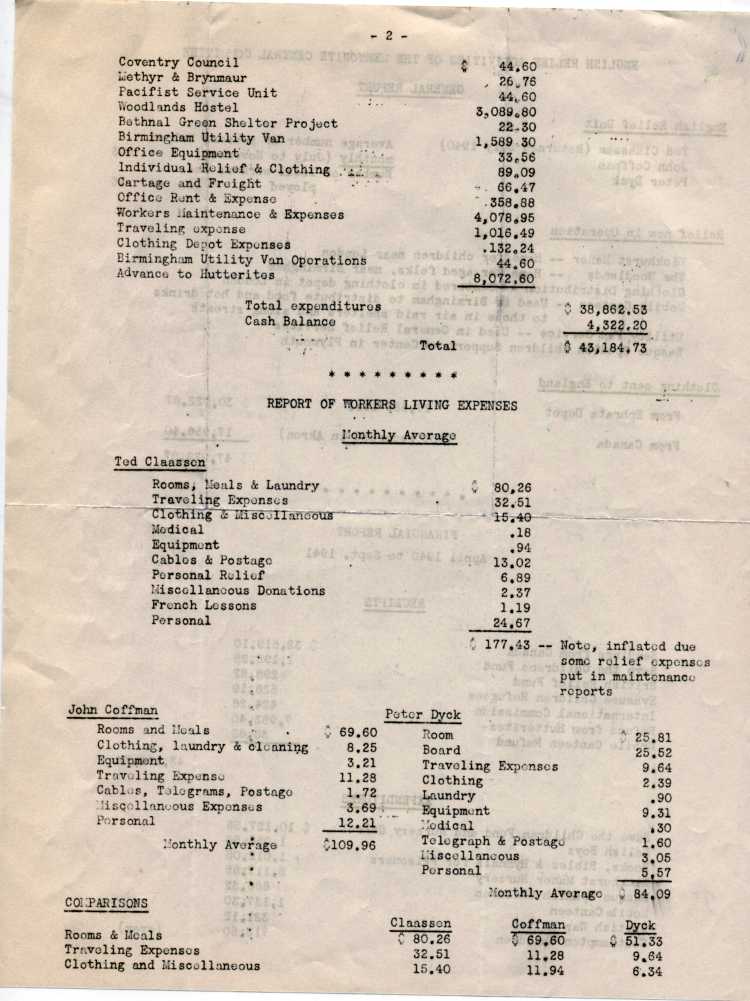 - 2 -
Coventry Council $ 44.60
Methyr & Brynmaur 26.76
Pacifist Service Unit 44.60
Woodlands Hostel 3,089.80
Bethnal Green Shelter Project 22.30
Birmingham Utility Van 1,589 30
Office Equipment 33.56
Individual Relief & Clothing 89.09
Cartage and Freight 66.47
Office Rent & Expense 358.88
Workers Maintenance & Expenses 4,078.95
Traveling expense 1,016.49
Clothing Depot Expenses 132.24
Birmingham Utility Van Operations 44.60
Advance to Hutterites 8,072.60
Total expenditures $ 38,862.53
Cash Balance 4,322.20
Total $ 43,184.73
* * * * * * * * *
REPORT OF WORKERS LIVING EXPENSES
Monthly Average
Ted Claassen
Rooms, Meals & Laundry $ 80.26
Traveling Expenses 32.51
Clothing & Miscellaneous 15.40
Medical .18
Equipment .94
Cables & Postage 13.02
Personal Relief 6.89
Miscellaneous Donations 2.37
French Lessons 1.19
Personal 24.67
$ 177.43 -- Note, inflated due
some relief expenses
put in maintenance
reports
John Coffman
Rooms and Meals $ 69.60
Clothing, laundry & cleaning 8.25
Equipment 3.21
Traveling Expense 11.28
Cables, Telegrams, Postage 1.72
Miscellaneous Expenses 3.69
Personal 12.21
Monthly Average $109.96
Peter Dyck
Room $ 25.81
Board 25.52
Traveling Expenses 9.64
Clothing 2.39
Laundry .90
Equipment 9.31
Medical .30
Telegraph & Postage 1.60
Miscellaneous 3.05
Personal 5.57
Monthly Average $ 84.09
COMPARISONS
Claassen Coffman Dyck
Rooms & Meals $ 80.26 $ 69.60 $ 51.33
Traveling Expenses 32.51 11.28 9.64
Clothing and Miscellaneous 15.40 11.94 6.34